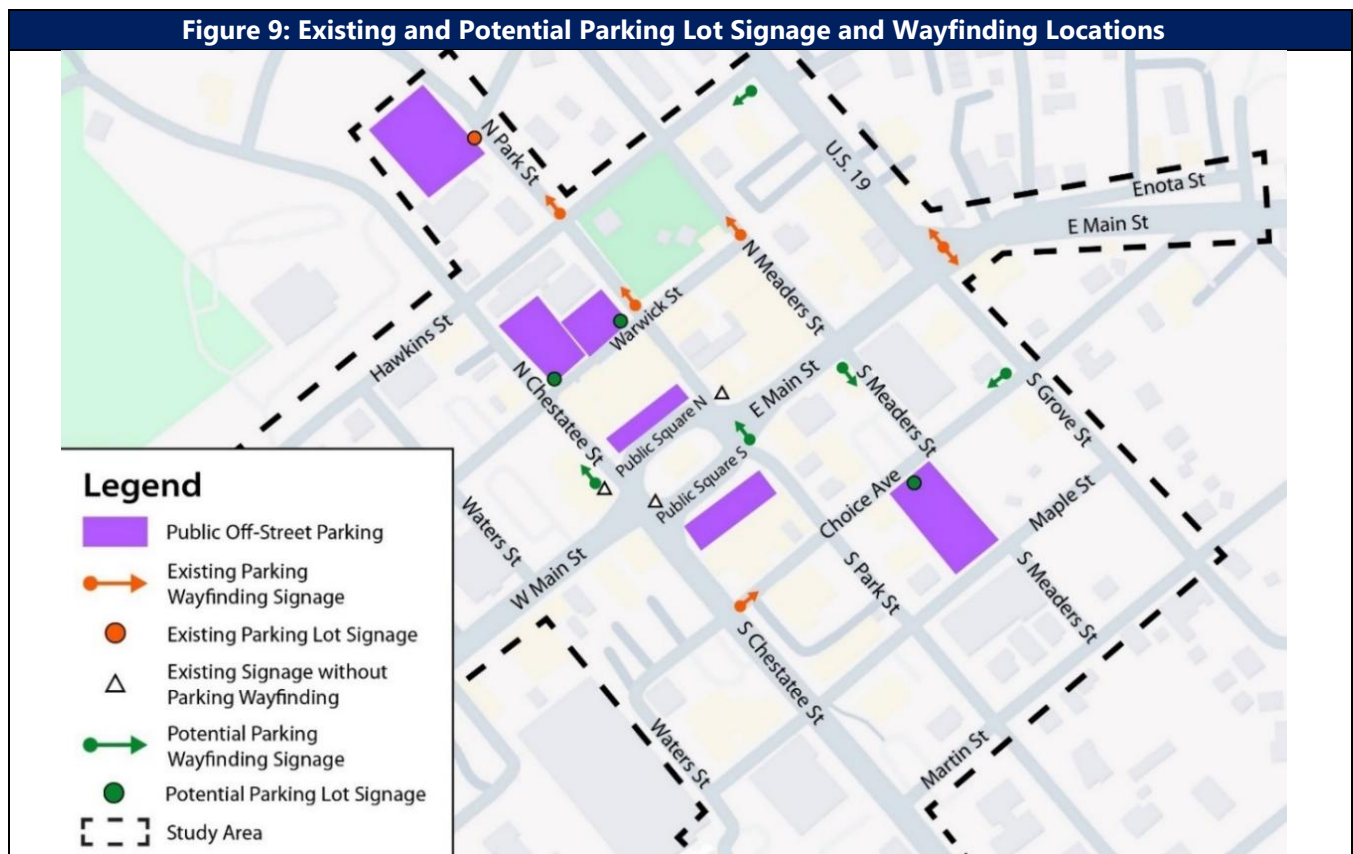 Figure 9: Existing and Potential Parking Lot Signage and Wayfinding Locations
N Park St
U.S. 19
Enota St
E Main St
N Meaders St
Warwick St
Hawkins St
N Chestatee St
Public Square N
E Main St
S Meaders St
S Grove St
Public Square S
Choice Ave
Maple St
Waters St
W Main St
S Park St
S Meaders St
S Chestatee St
Waters St
Martin St
Legend
Public Off-Street Parking
Existing Parking
Wayfinding Signage
Existing Parking Lot Signage
Existing Signage without
Parking Wayfinding
Potential Parking
Wayfinding Signage
Potential Parking Lot Signage
Study Area